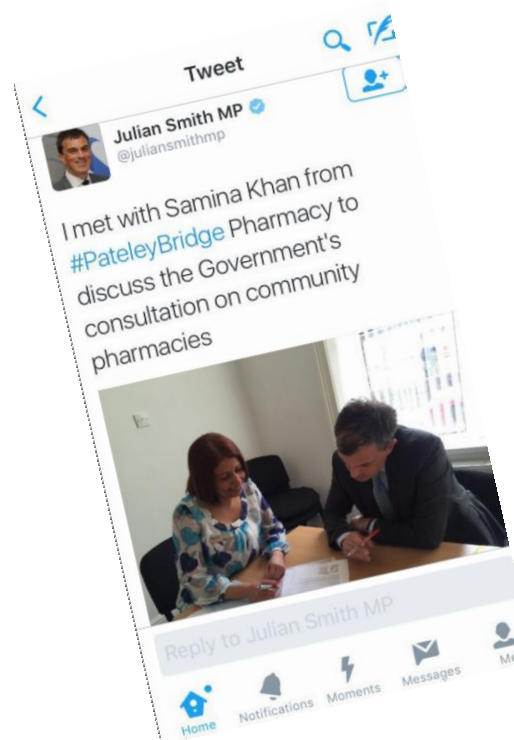 Tweet
Julian Smith MP
@juliansmithmp
I met with Samina Khan from
#PateleyBridge Pharmacy to
discuss the Government's
consultation on community
pharmacies
Reply to Julian Smith MP
Home
Notifications
Moments
Messages
Me